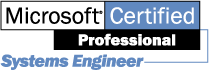 Microsoft Certified
Professional
Systems Engineer